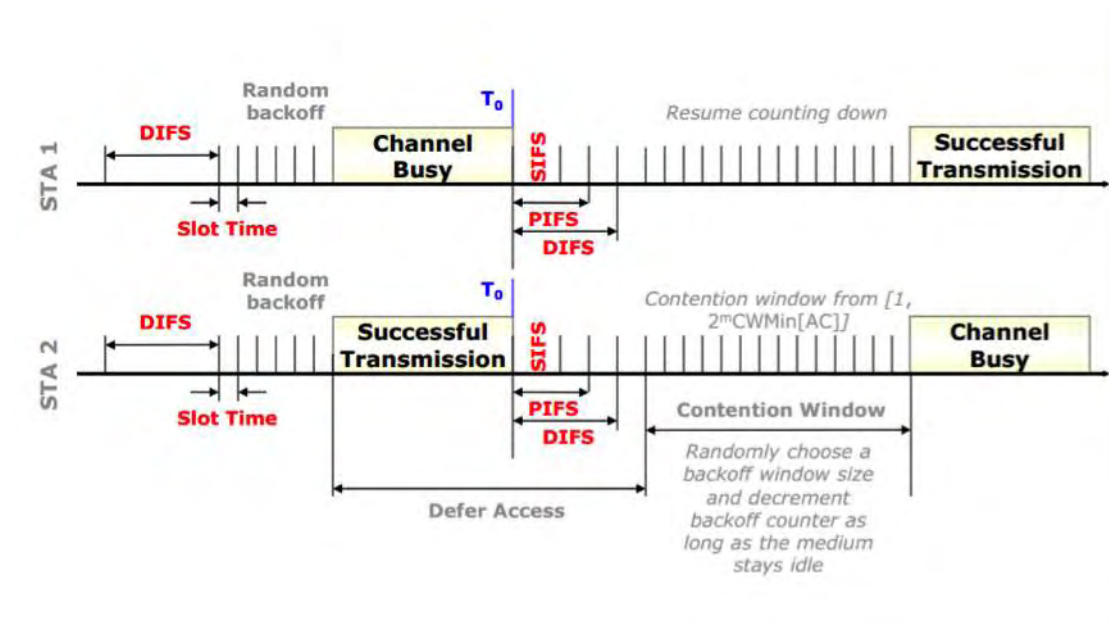 Random
backoff
T0
Resume counting down
DIFS
Channel
Busy
SIFS
Successful
Transmission
STA 1
Slot Time
PIFS
DIFS
Random
backoff
T0
Contention window from [1,
2mCWMin[AC]]
DIFS
Successful
Transmission
SIFS
Channel
Busy
STA 2
Slot Time
PIFS
DIFS
Contention Window
Randomly choose a
backoff window size
and decrement
backoff counter as
long as the medium
stays idle
Defer Access